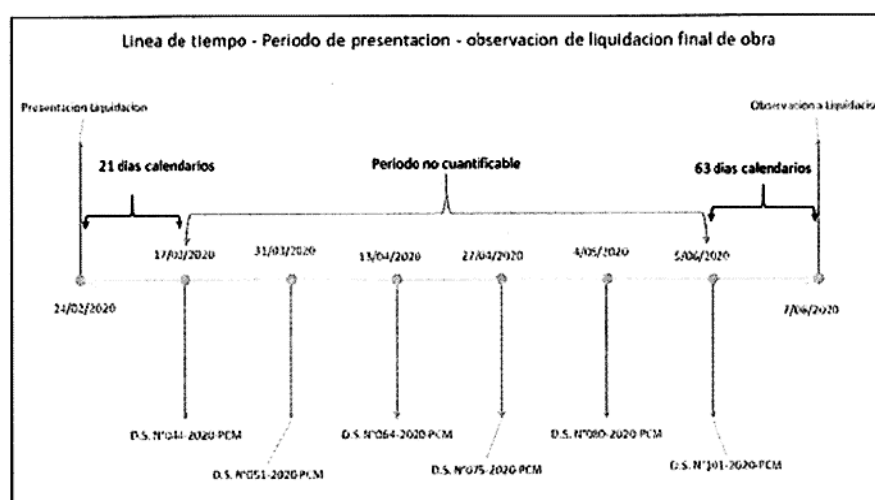 Linea de tiempo - Periodo de presentacion - observacion de liquidacion final de obra
Presentacion Liquidacion
Observacion a Liquidacion
21 dias calendarios
Periodo no cuantificable
63 dias calendarios
17/03/2020
31/03/2020
13/04/2020
27/04/2020
4/05/2020
5/06/2020
24/02/2020
D.S. N°044-2020-PCM
D.S. N°064-2020-PCM
D.S. N°080-2020-PCM
D.S. N°051-2020-PCM
D.S. N°075-2020-PCM
D.S. N°101-2020-PCM